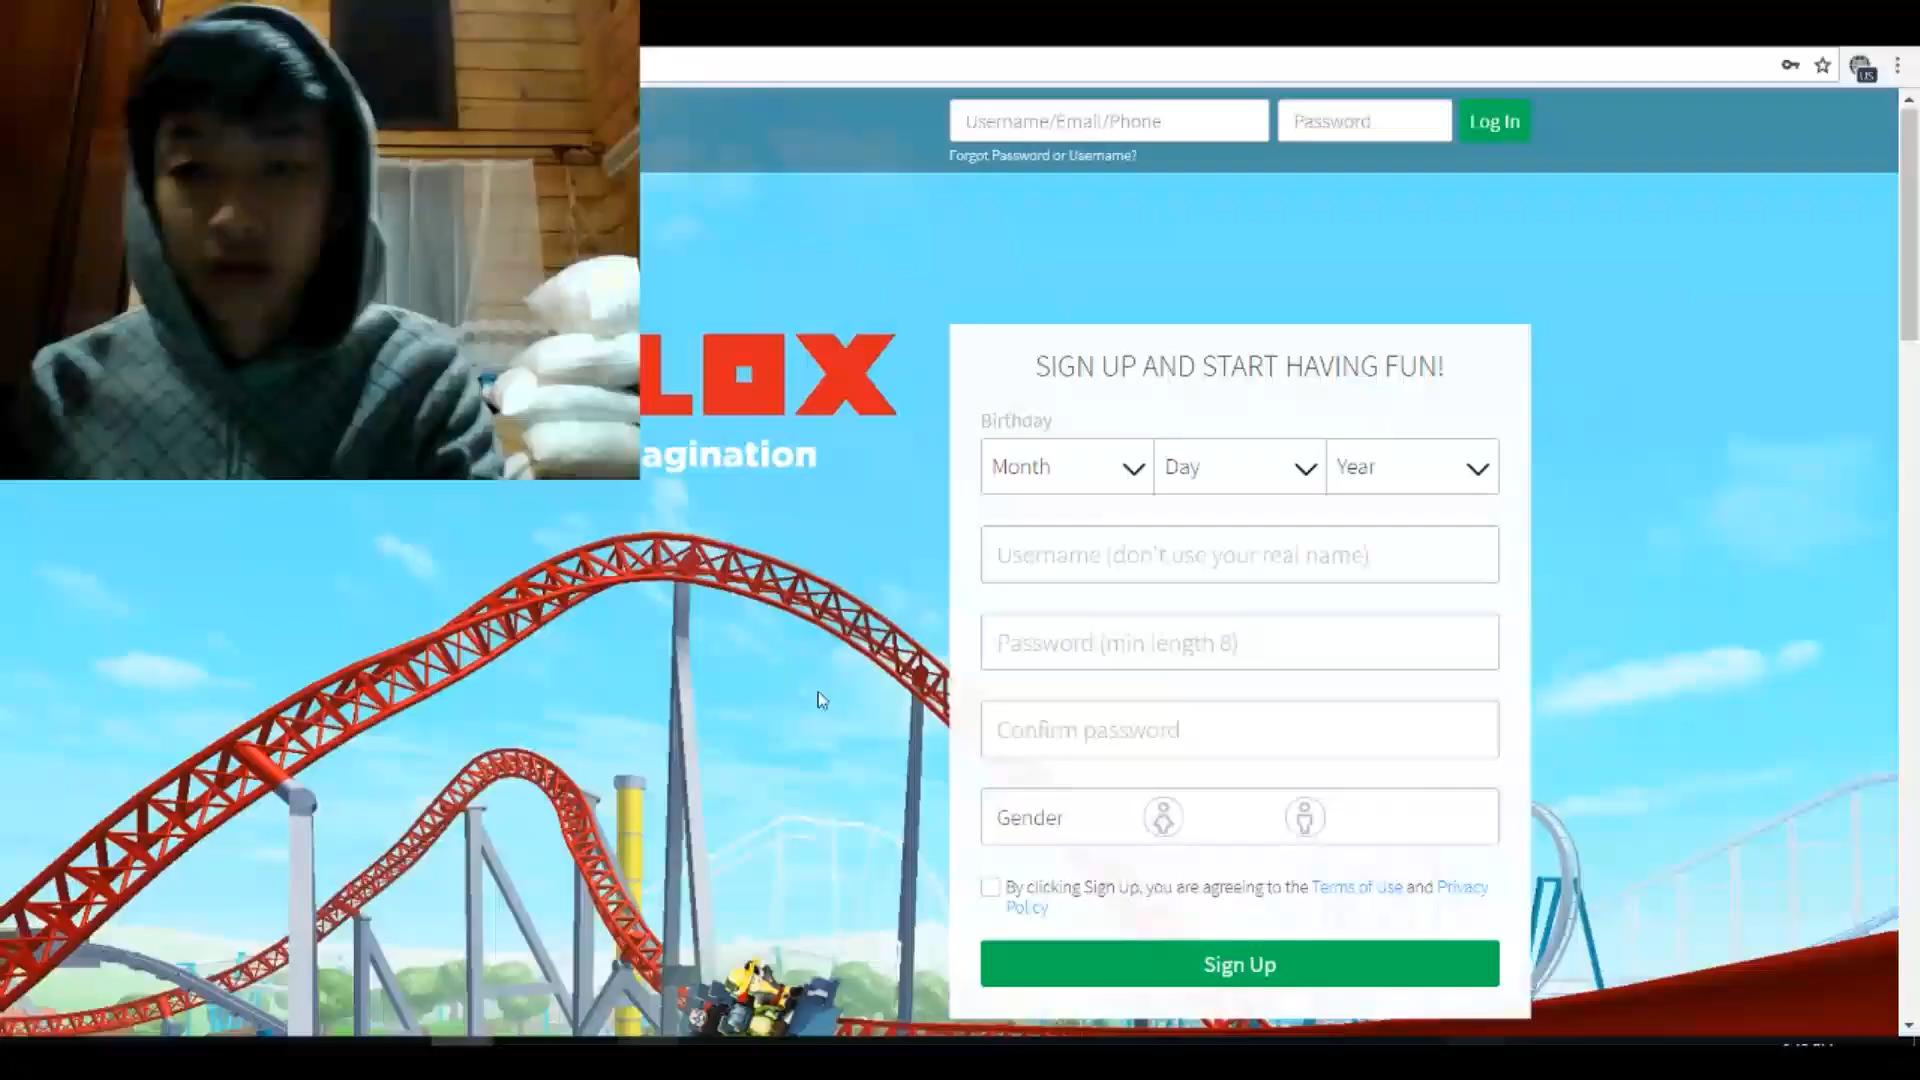 US
Username/Email/Phone
Password
Log In
Forgot Password or Username?
LOX
agination
SIGN UP AND START HAVING FUN!
Birthday
Month
Day
Year
Username (don't use your real name)
Password (min length 8)
Confirm password
Gender
By clicking Sign Up, you are agreeing to the Terms of Use and Privacy
Policy
Sign Up